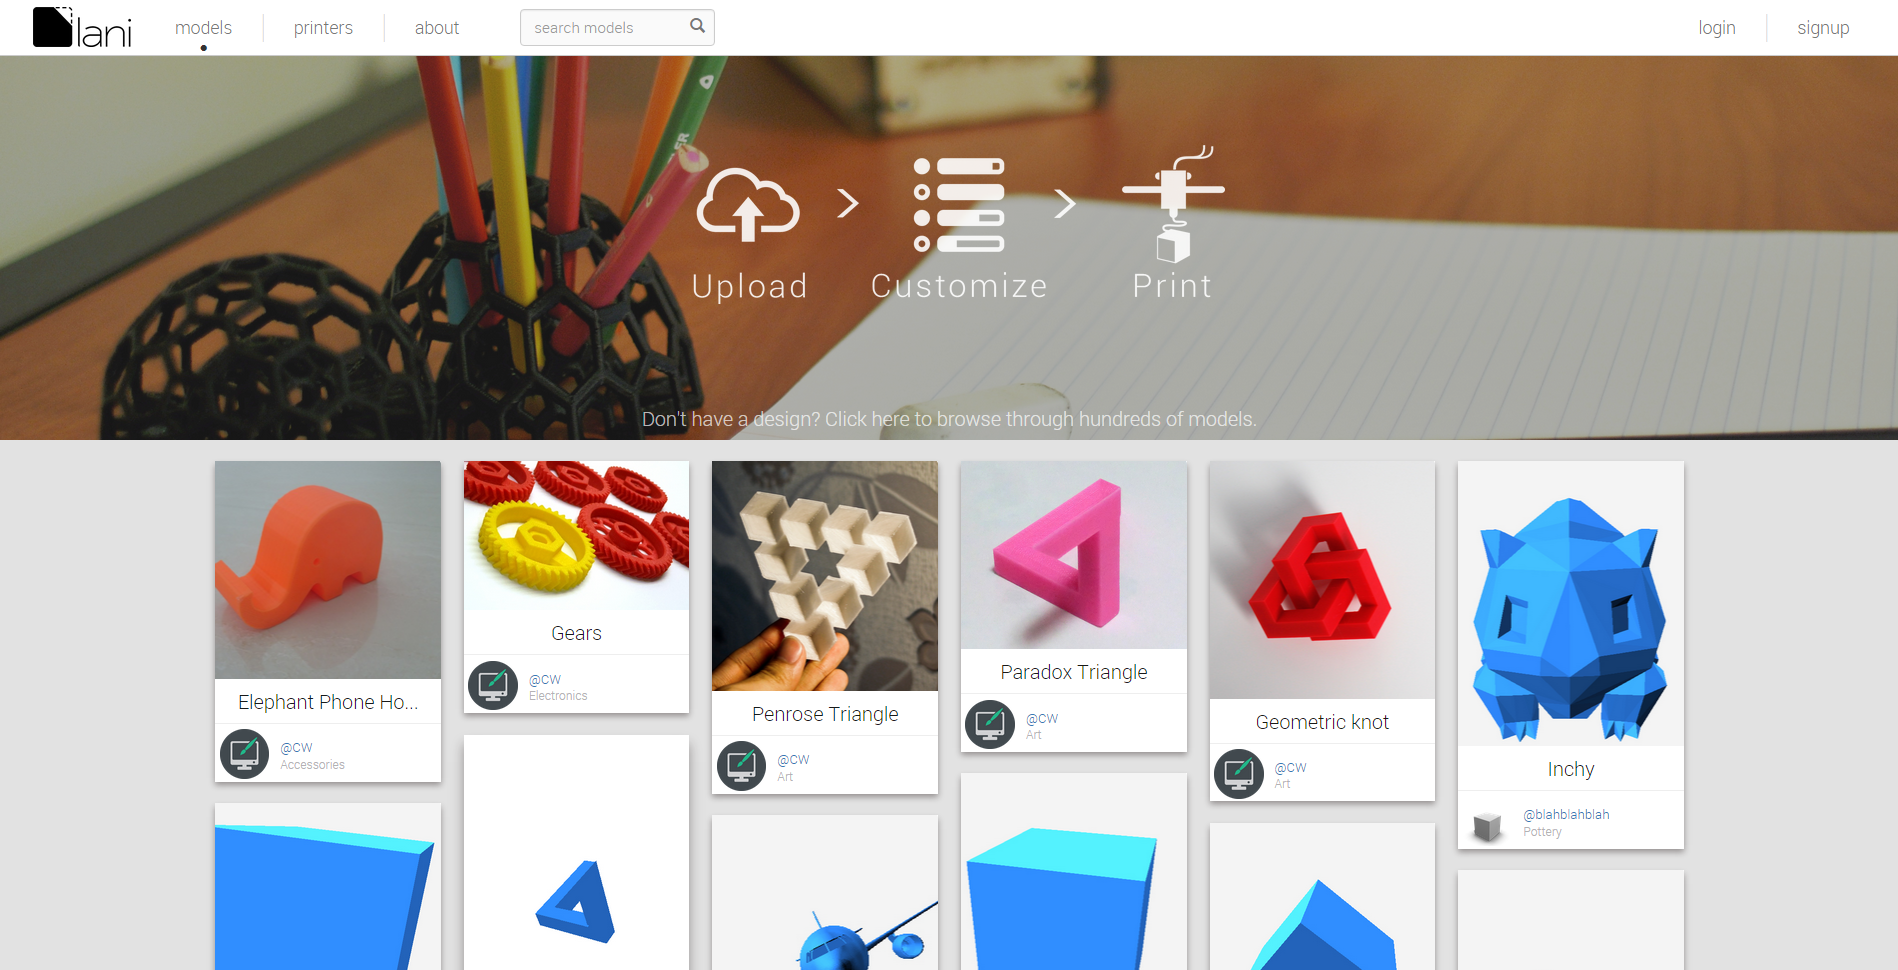 lani
models
printers
about
search models
login
signup
Upload
Customize
Print
Don't have a design? Click here to browse through hundreds of models.
Elephant Phone Ho...
@CW
Accessories
Gears
@CW
Electronics
Penrose Triangle
@CW
Art
Paradox Triangle
@CW
Art
Geometric knot
@CW
Art
Inchy
@blahblahblah
Pottery